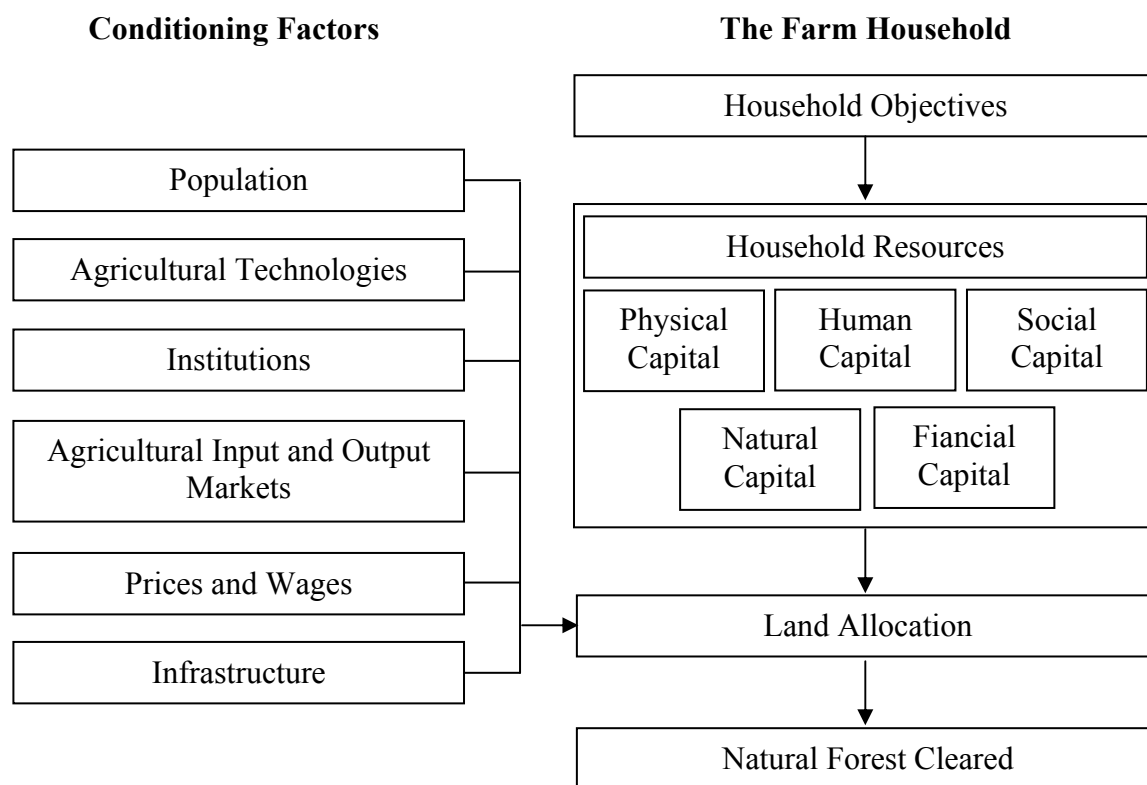 Conditioning Factors
The Farm Household
Household Objectives
Population
Agricultural Technologies
Institutions
Agricultural Input and Output
Markets
Prices and Wages
Infrastructure
Household Resources
Physical
Capital
Human
Capital
Social
Capital
Natural
Capital
Fiancial
Capital
Land Allocation
Natural Forest Cleared